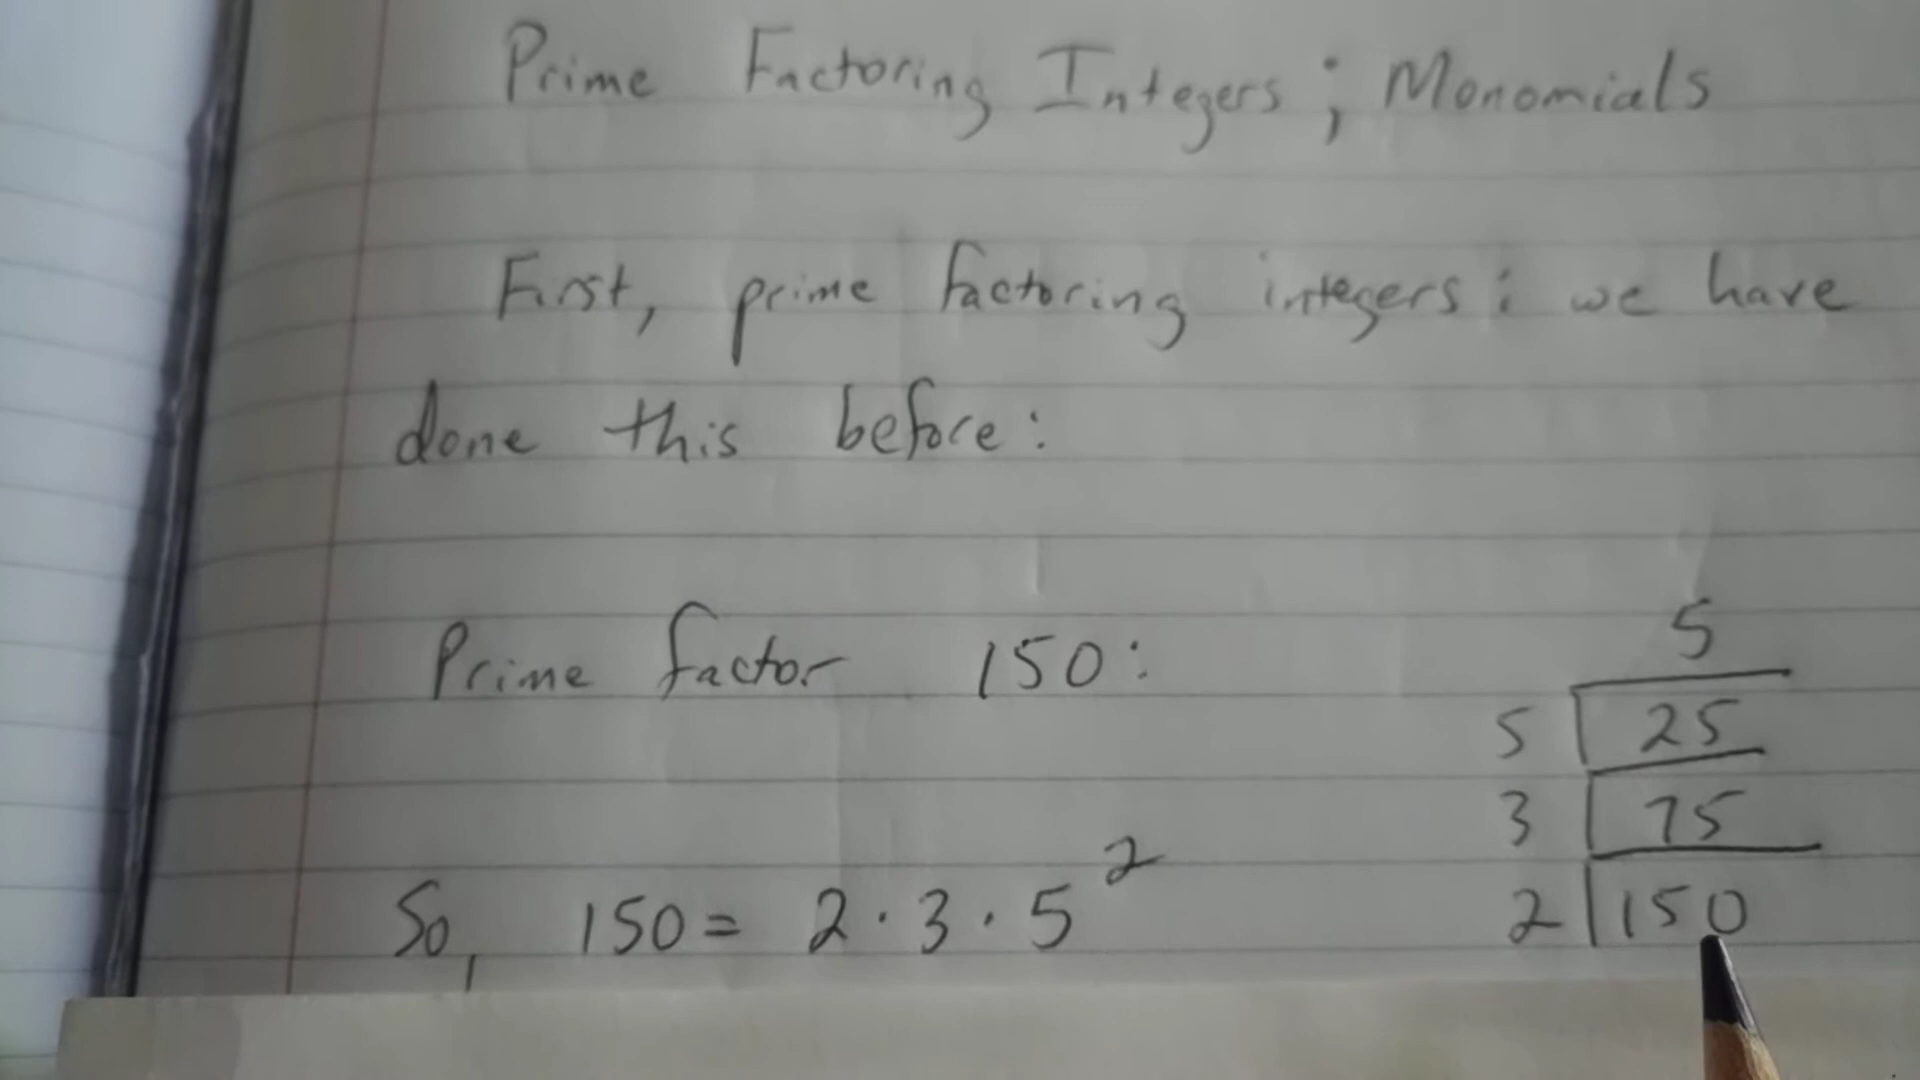 Prime Factoring Integers; Monomials
First, prime factoring integers: we have
done this before:
Prime factor 150:
5
5 25
3 75
So, 150 = 2 · 3 · 5²
2 150